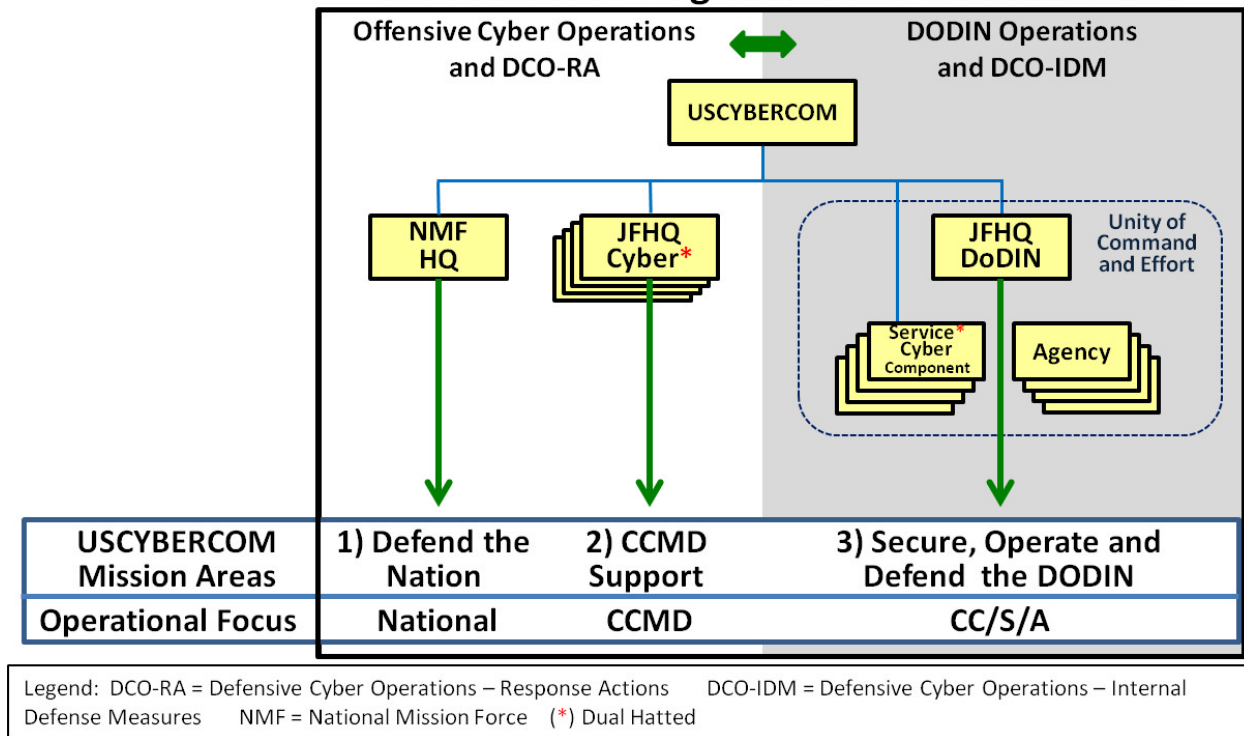 Offensive Cyber Operations
and DCO-RA
DODIN Operations
and DCO-IDM
USCYBERCOM
NMF
HQ
JFHQ
Cyber*
JFHQ
DoDIN
Unity of
Command
and Effort
Service*
Cyber
Component
Agency
USCYBERCOM
Mission Areas
1) Defend the
Nation
2) CCMD
Support
3) Secure, Operate and
Defend the DODIN
Operational Focus
National
CCMD
CC/S/A
Legend: DCO-RA = Defensive Cyber Operations – Response Actions DCO-IDM = Defensive Cyber Operations – Internal
Defense Measures NMF = National Mission Force (*) Dual Hatted